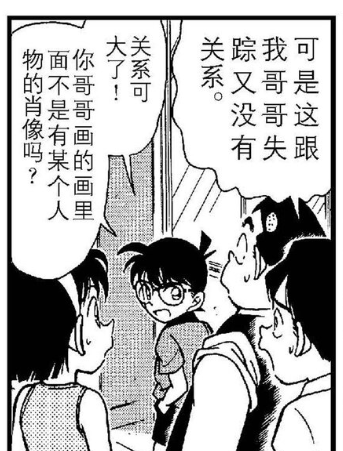 可是这跟
我哥哥失
踪又没有
关系。
关系可
大了！
你哥哥画的画里
面不是有某个人
物的肖像吗？